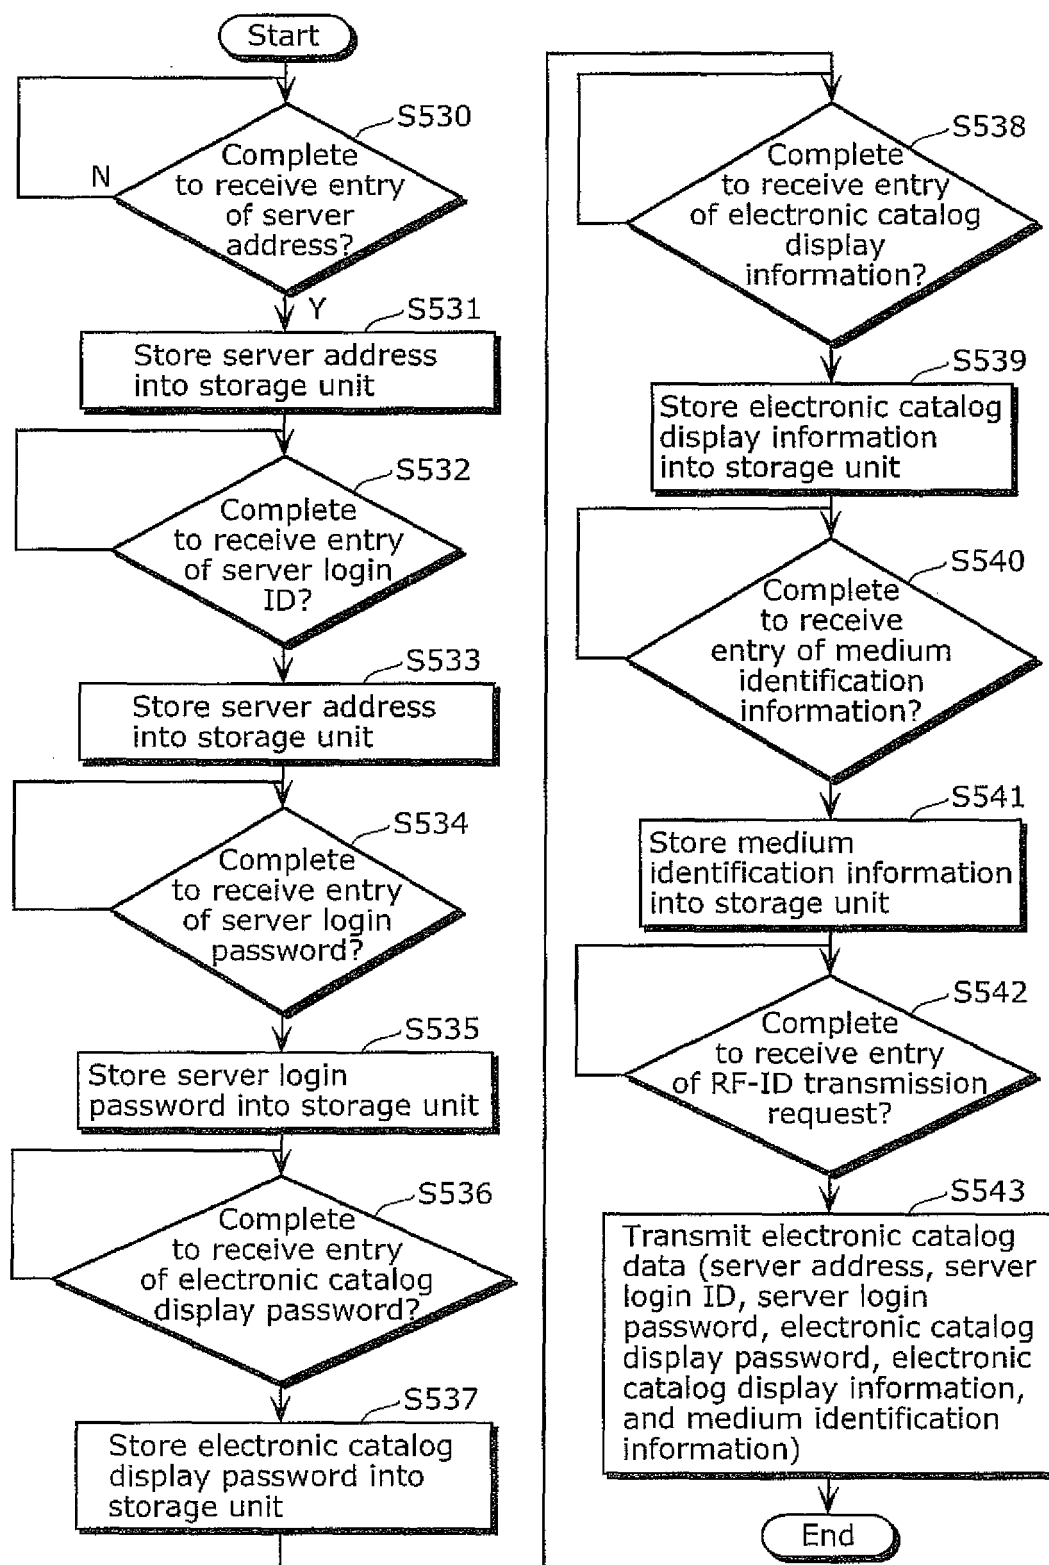 Start
S530
Complete
to receive entry
of server
address?
N
Y
S531
Store server address
into storage unit
S532
Complete
to receive entry
of server login
ID?
S533
Store server address
into storage unit
S534
Complete
to receive entry
of server login
password?
S535
Store server login
password into storage unit
S536
Complete
to receive entry
of electronic catalog
display password?
S537
Store electronic catalog
display password into
storage unit
S538
Complete
to receive entry
of electronic catalog
display
information?
S539
Store electronic catalog
display information
into storage unit
S540
Complete
to receive
entry of medium
identification
information?
S541
Store medium
identification information
into storage unit
S542
Complete
to receive entry
of RF-ID transmission
request?
S543
Transmit electronic catalog
data (server address, server
login ID, server login
password, electronic catalog
display password, electronic
catalog display information,
and medium identification
information)
End